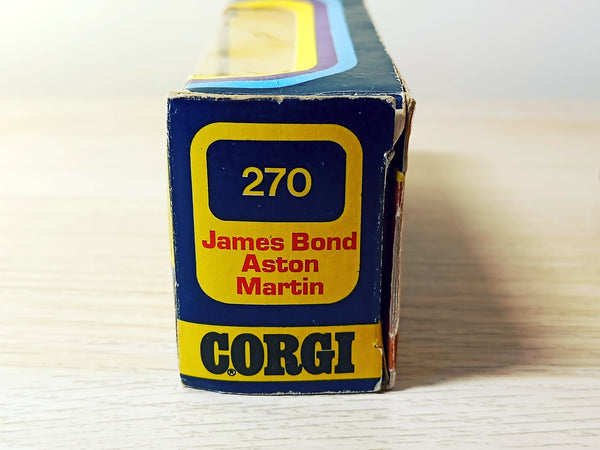 270
James Bond
Aston
Martin
CORGI®